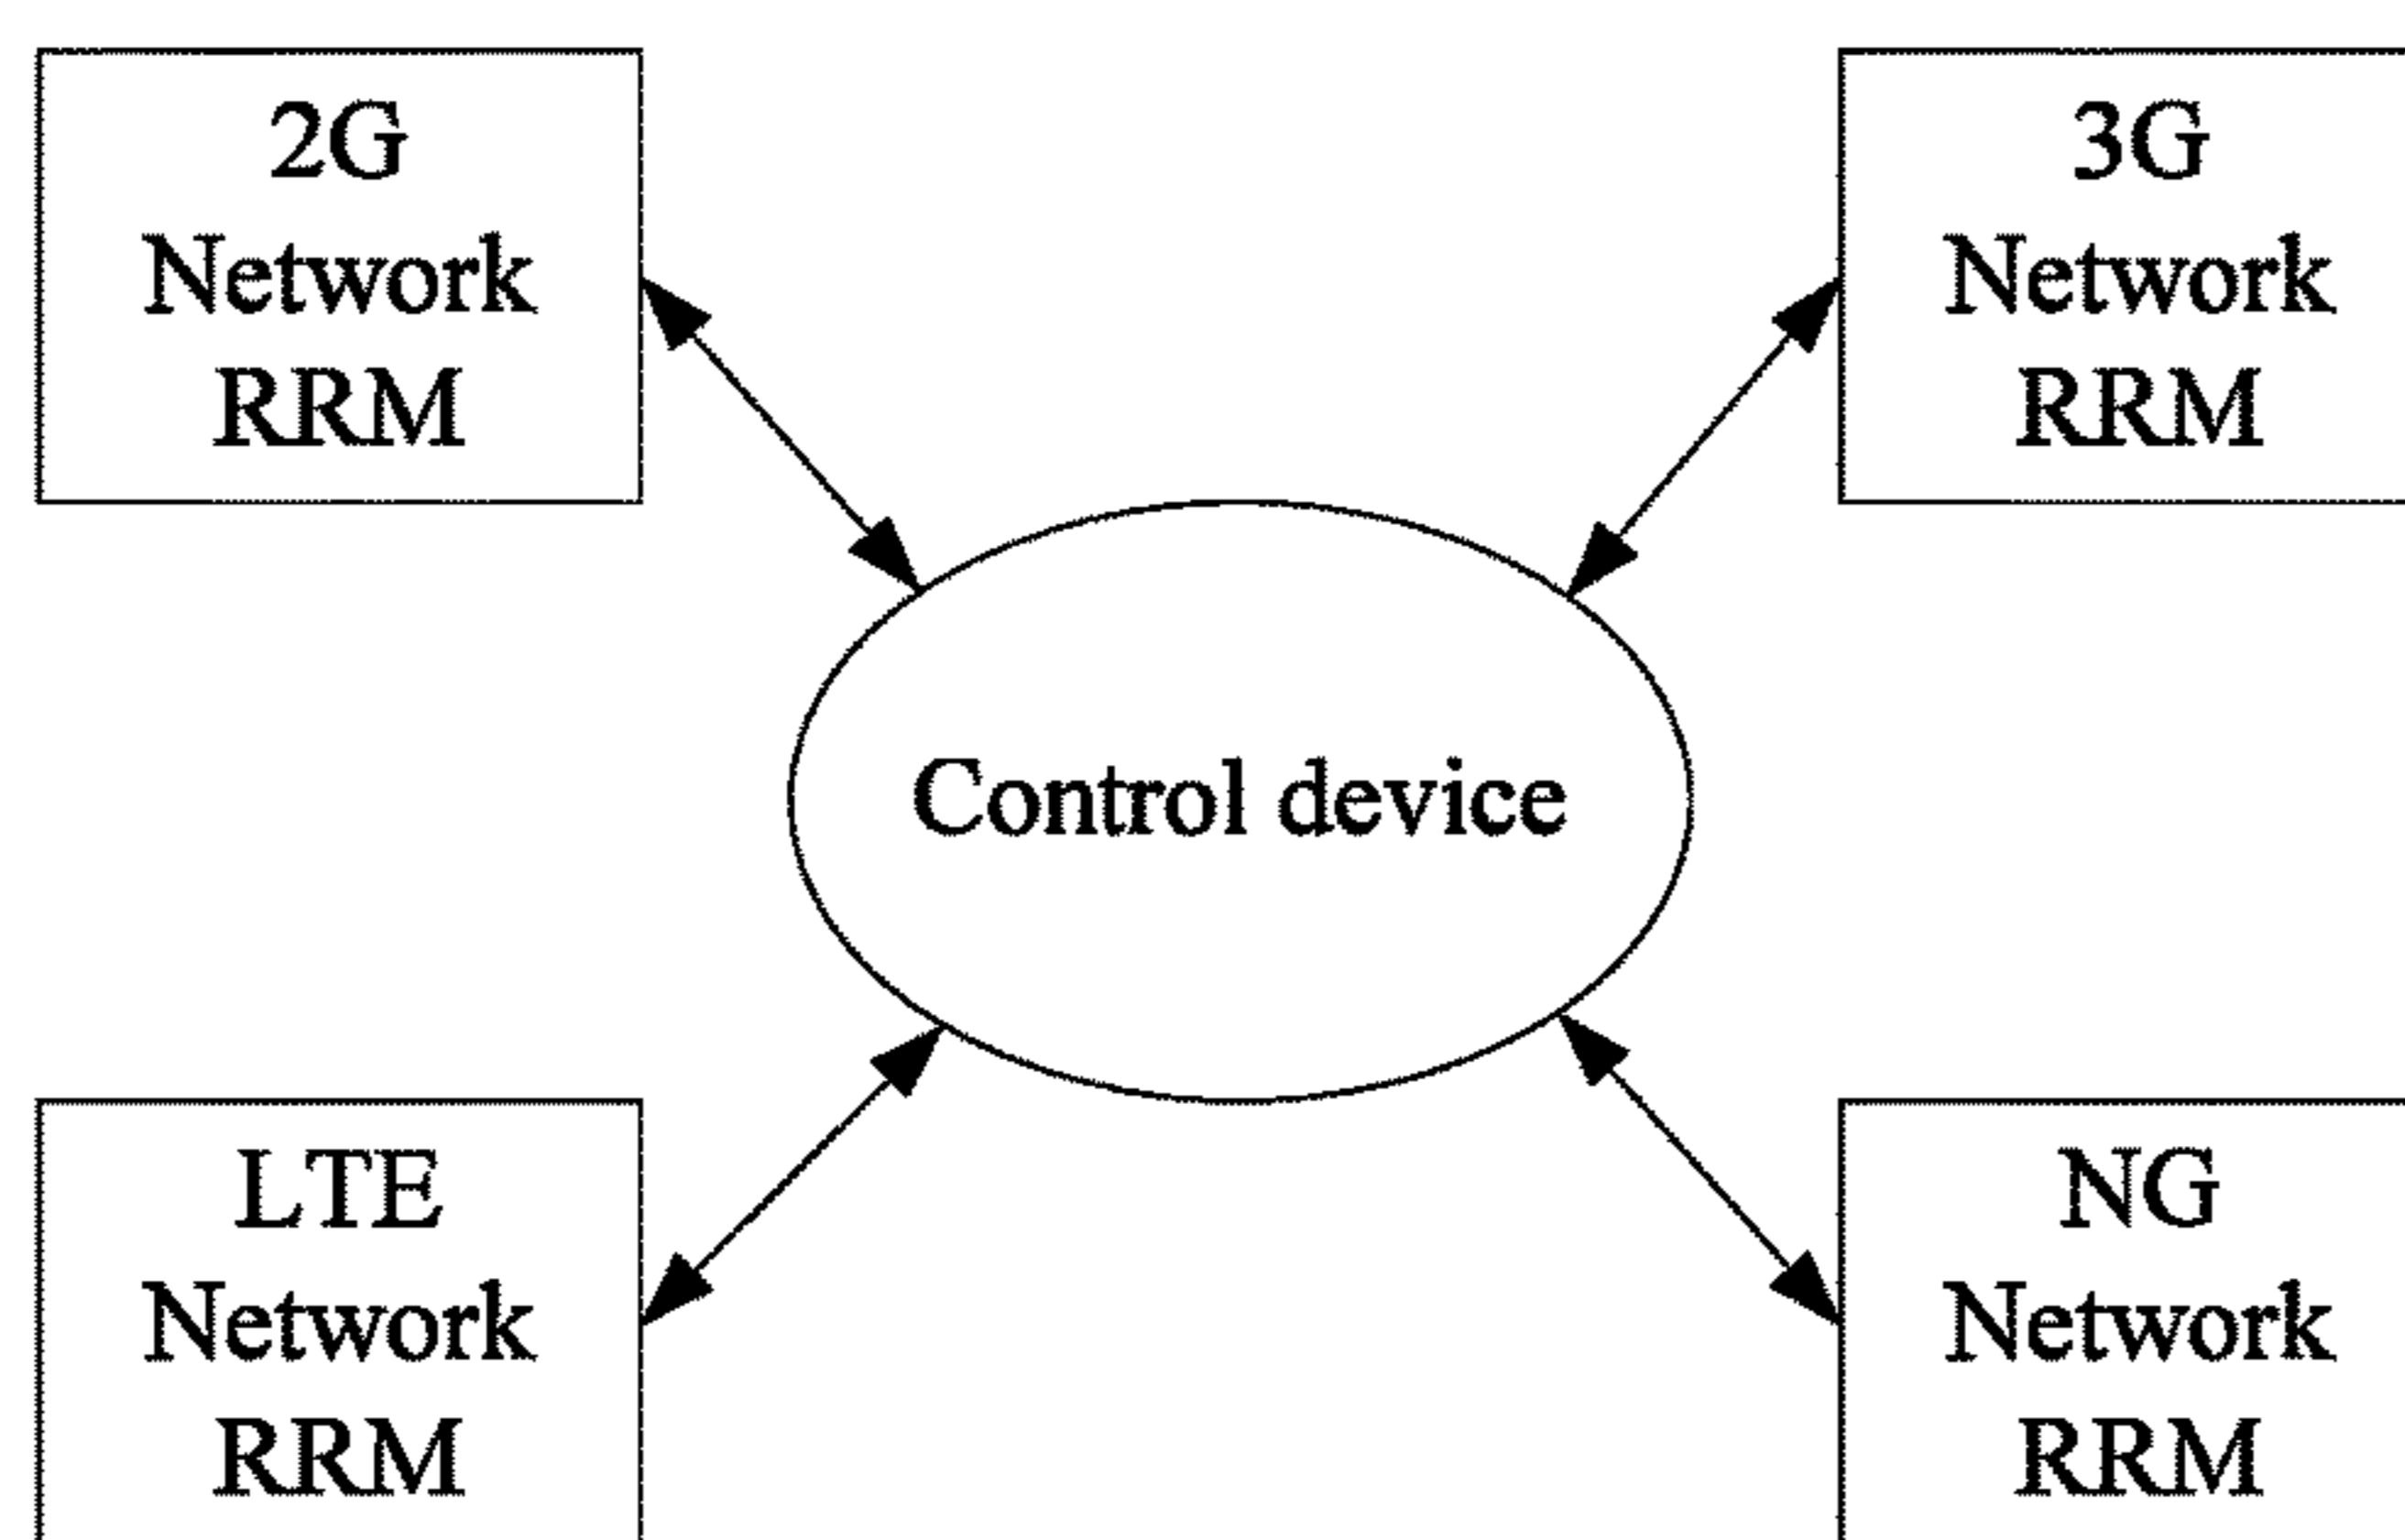 2G
Network
RRM
3G
Network
RRM
Control device
LTE
Network
RRM
NG
Network
RRM